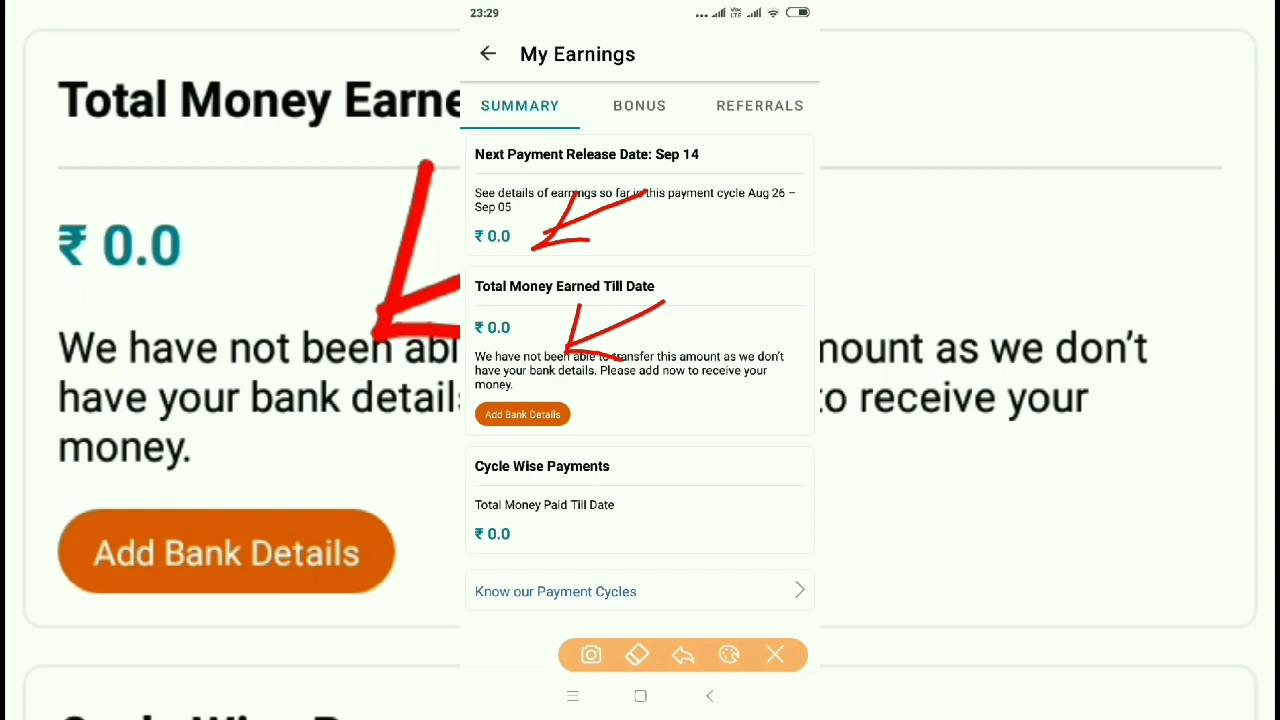 23:29
Vo
LTE
My Earnings
SUMMARY BONUS REFERRALS
Next Payment Release Date: Sep 14
See details of earnings so far in this payment cycle Aug 26 –
Sep 05
₹ 0.0
Total Money Earned Till Date
₹ 0.0
We have not been able to transfer this amount as we don't
have your bank details. Please add now to receive your
money.
Add Bank Details
Cycle Wise Payments
Total Money Paid Till Date
₹ 0.0
Know our Payment Cycles
Total Money Earne
₹ 0.0
We have not been abl
nount as we don't
have your bank details
to receive your
money.
Add Bank Details